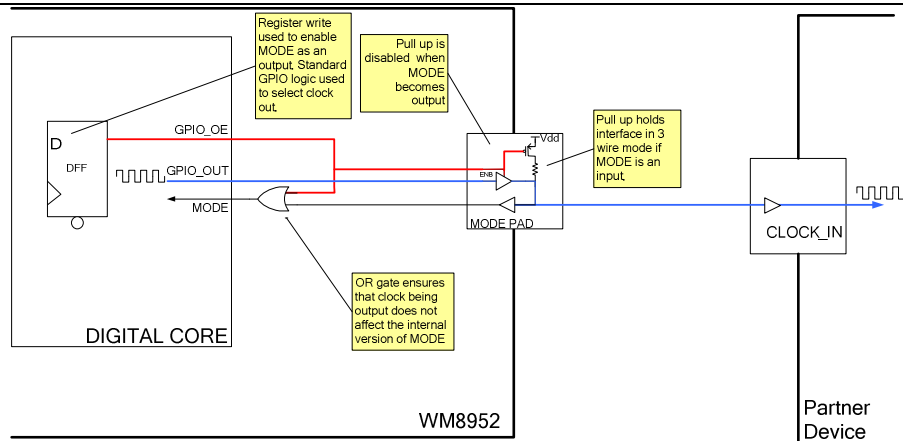 Register write
used to enable
MODE as an
output. Standard
GPIO logic used
to select clock
out.
Pull up is
disabled when
MODE
becomes
output
Pull up holds
interface in 3
wire mode if
MODE is an
input.
D
DFF
GPIO_OE
GPIO_OUT
MODE
Vdd
ENB
MODE PAD
CLOCK_IN
OR gate ensures
that clock being
output does not
affect the internal
version of MODE
DIGITAL CORE
WM8952
Partner
Device